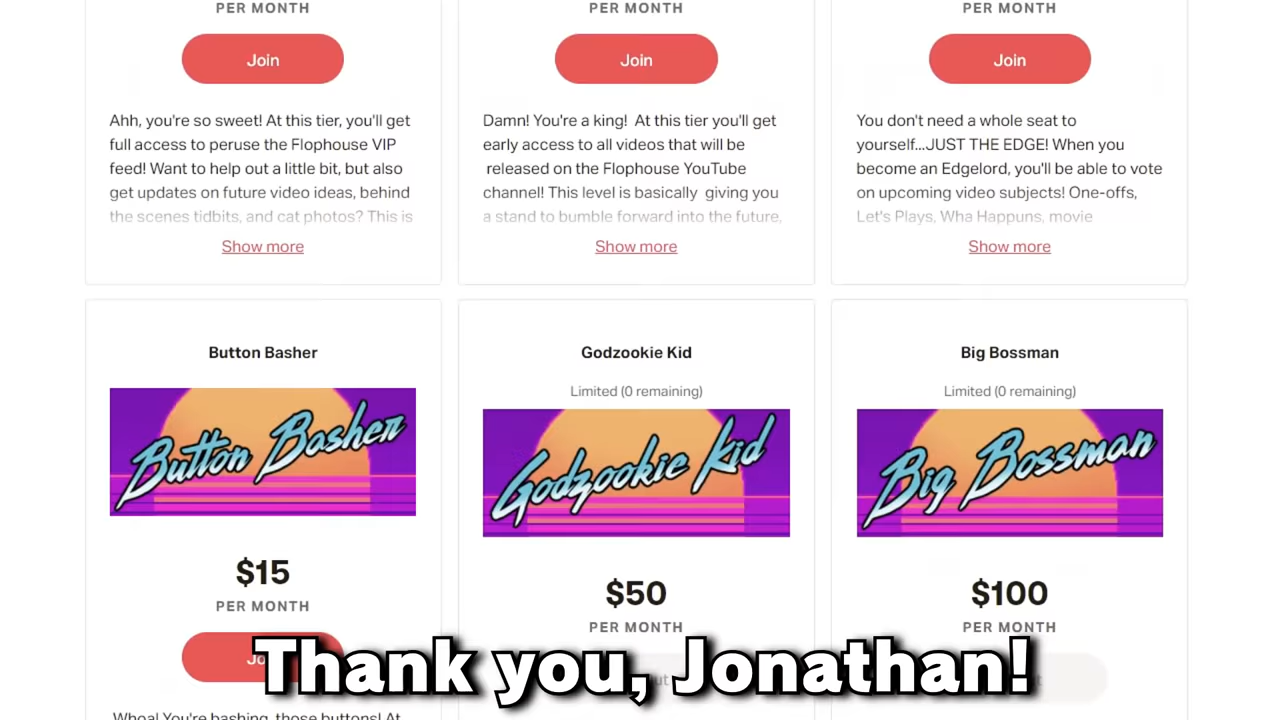 PER MONTH
PER MONTH
PER MONTH
Join
Join
Join
Ahh, you're so sweet! At this tier, you'll get
full access to peruse the Flophouse VIP
feed! Want to help out a little bit, but also
get updates on future video ideas, behind
the scenes tidbits, and cat photos? This is
Show more
Damn! You're a king! At this tier you'll get
early access to all videos that will be
released on the Flophouse YouTube
channel! This level is basically giving you
a stand to bumble forward into the future,
Show more
You don't need a whole seat to
yourself...JUST THE EDGE! When you
become an Edgelord, you'll be able to vote
on upcoming video subjects! One-offs,
Let's Plays, Wha Happuns, movie
Show more
Button Basher
Button Basher
$15
PER MONTH
Godzookie Kid
Limited (0 remaining)
Godzookie Kid
$50
PER MONTH
Big Bossman
Limited (0 remaining)
Big Bossman
$100
PER MONTH
Thank you, Jonathan!
Whoa! You're bashing those buttons! At